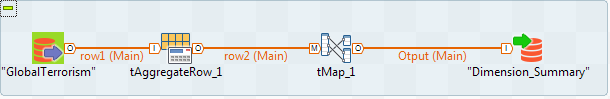 O row1 (Main) I O row2 (Main) M O Otput (Main) I
"GlobalTerrorism" tAggregateRow_1 tMap_1 "Dimension_Summary"